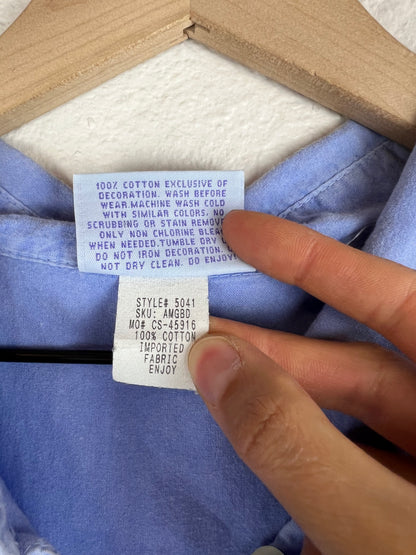 100% COTTON EXCLUSIVE OF
DECORATION. WASH BEFORE
WEAR.MACHINE WASH COLD
WITH SIMILAR COLORS. NO
SCRUBBING OR STAIN REMOVE
ONLY NON CHLORINE BLEA
WHEN NEEDED.TUMBLE DRY
DO NOT IRON DECORATION.
NOT DRY CLEAN. DO ENJOY!
STYLE# 5041
SKU: AMGBD
MO# CS-45916
100% COTTON
IMPORTED
FABRIC
ENJOY